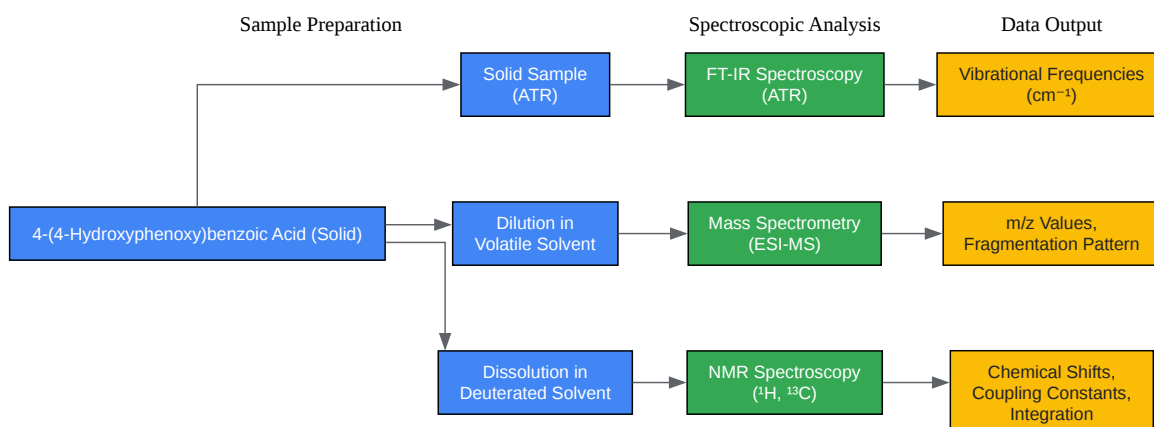 Sample Preparation
Spectroscopic Analysis
Data Output
Solid Sample
(ATR)
FT-IR Spectroscopy
(ATR)
Vibrational Frequencies
(cm⁻¹)
4-(4-Hydroxyphenoxy)benzoic Acid (Solid)
Dilution in
Volatile Solvent
Mass Spectrometry
(ESI-MS)
m/z Values,
Fragmentation Pattern
Dissolution in
Deuterated Solvent
NMR Spectroscopy
(¹H, ¹³C)
Chemical Shifts,
Coupling Constants,
Integration